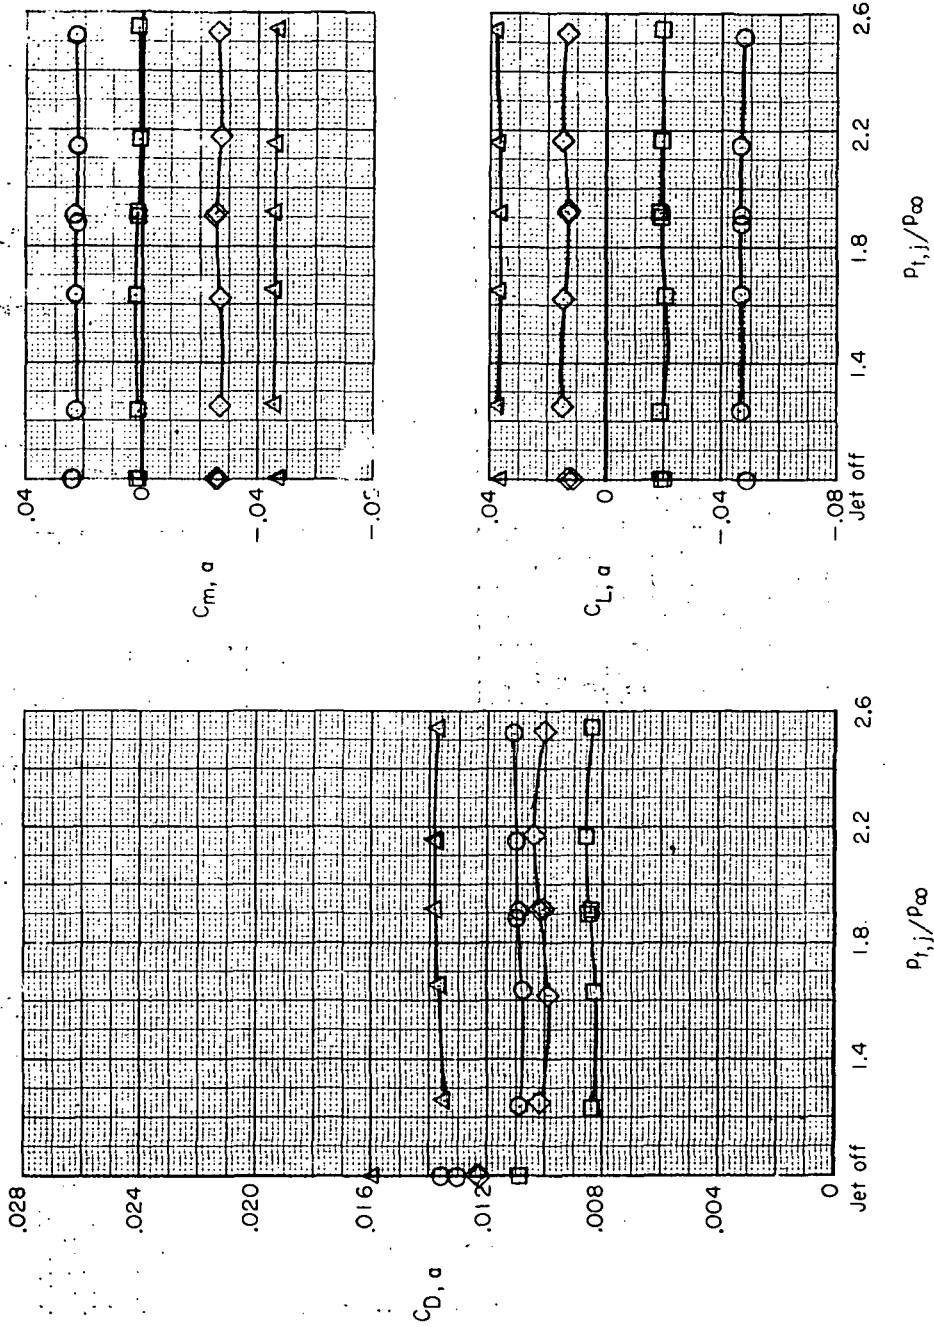 .028
.024
.020
.016
.012
.008
.004
0
C_D, a
Jet off 1.4 1.8 2.2 2.6
p_t,j/p_∞
.04
0
-.04
C_m, a
.04
0
-.04
-.08
C_L, a
Jet off 1.4 1.8 2.2 2.6
p_t,j/p_∞